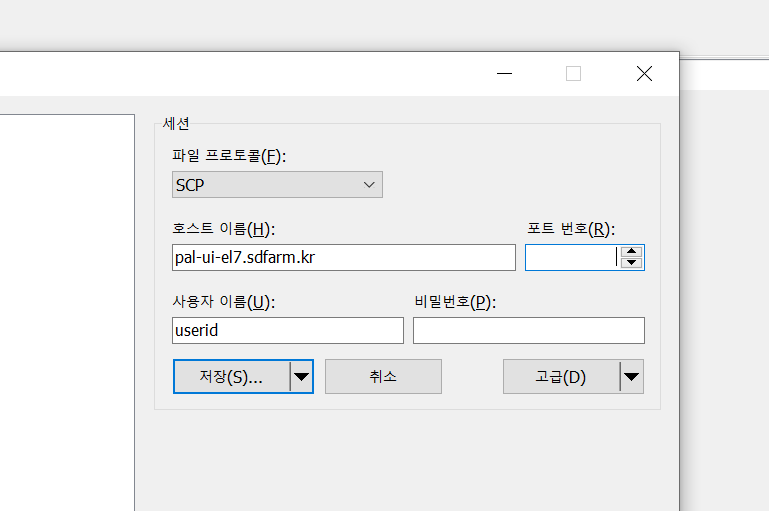 세션
파일 프로토콜(F):
SCP
호스트 이름(H): 포트 번호(R):
pal-ui-el7.sdfarm.kr
사용자 이름(U): 비밀번호(P):
userid
저장(S)... 취소 고급(D)